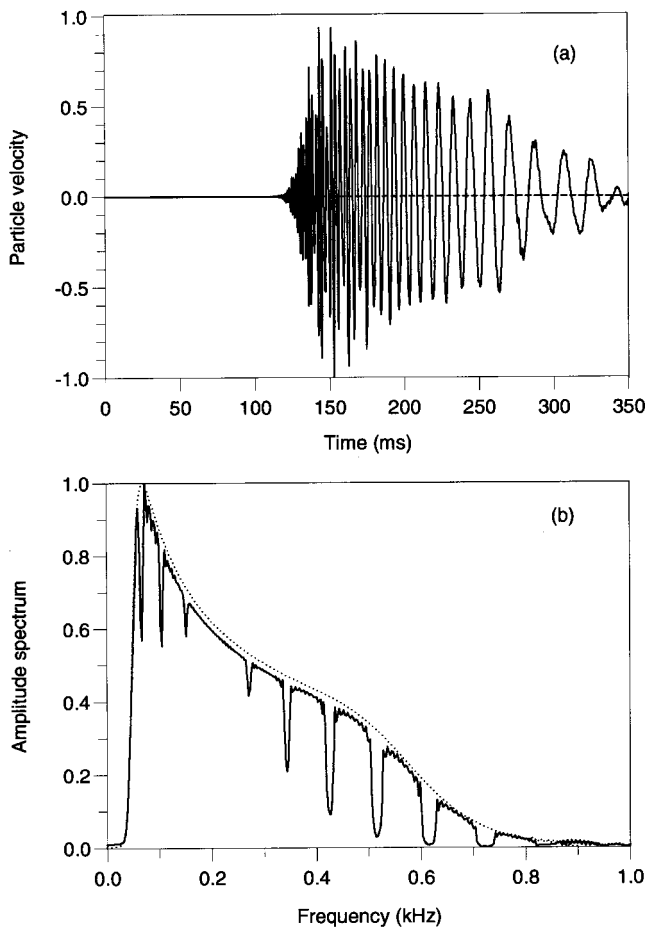 1.0
(a)
0.5
0.0
-0.5
-1.0
Particle velocity
0 50 100 150 200 250 300 350
Time (ms)
1.0
(b)
0.8
0.6
0.4
0.2
0.0
Amplitude spectrum
0.0 0.2 0.4 0.6 0.8 1.0
Frequency (kHz)